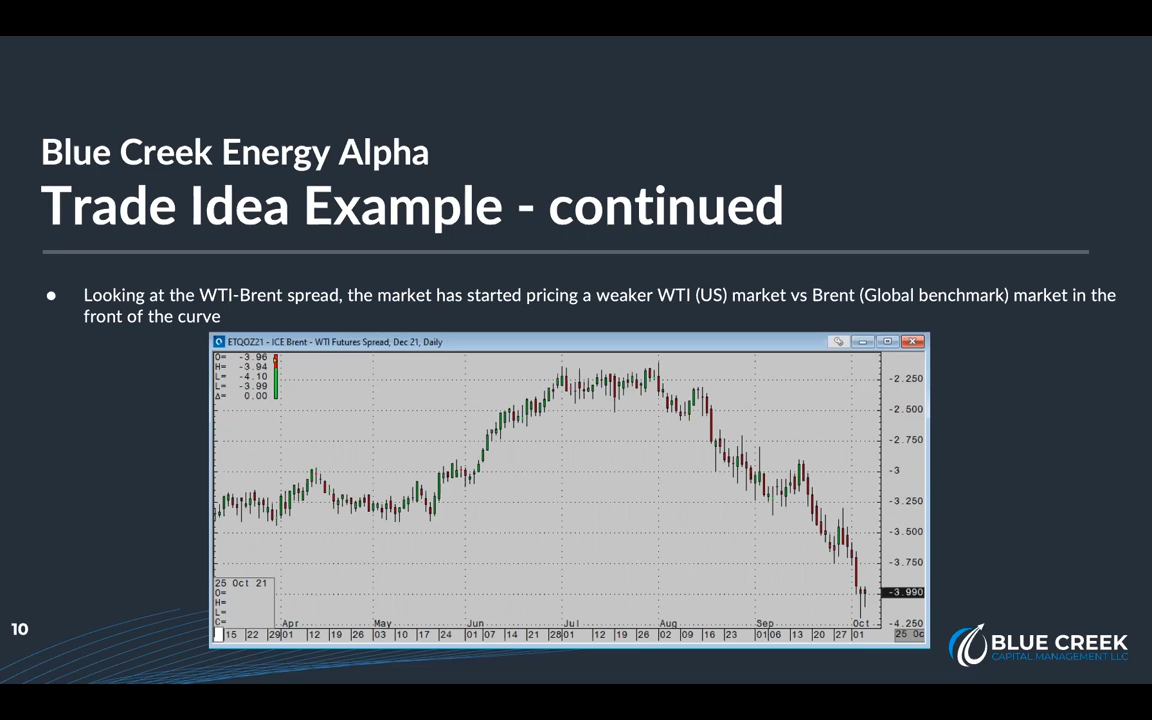 Blue Creek Energy Alpha
Trade Idea Example - continued
● Looking at the WTI-Brent spread, the market has started pricing a weaker WTI (US) market vs Brent (Global benchmark) market in the
front of the curve
ETQOZ21 - ICE Brent - WTI Futures Spread, Dec 21, Daily
O= -3.96
H= -3.94
L= -4.10
L= -3.99
Δ= 0.00
-2.250
-2.500
-2.750
-3
-3.250
-3.500
-3.750
-3.990
-4.250
25 Oct 21
O=
H=
L=
C=
Apr May Jun Jul Aug Sep Oct
15 22 29 01 12 19 26 03 10 17 24 01 07 14 21 28 01 12 19 26 02 09 16 23 01 06 13 20 27 01 25 Oc
10
BLUE CREEK
CAPITAL MANAGEMENT LLC